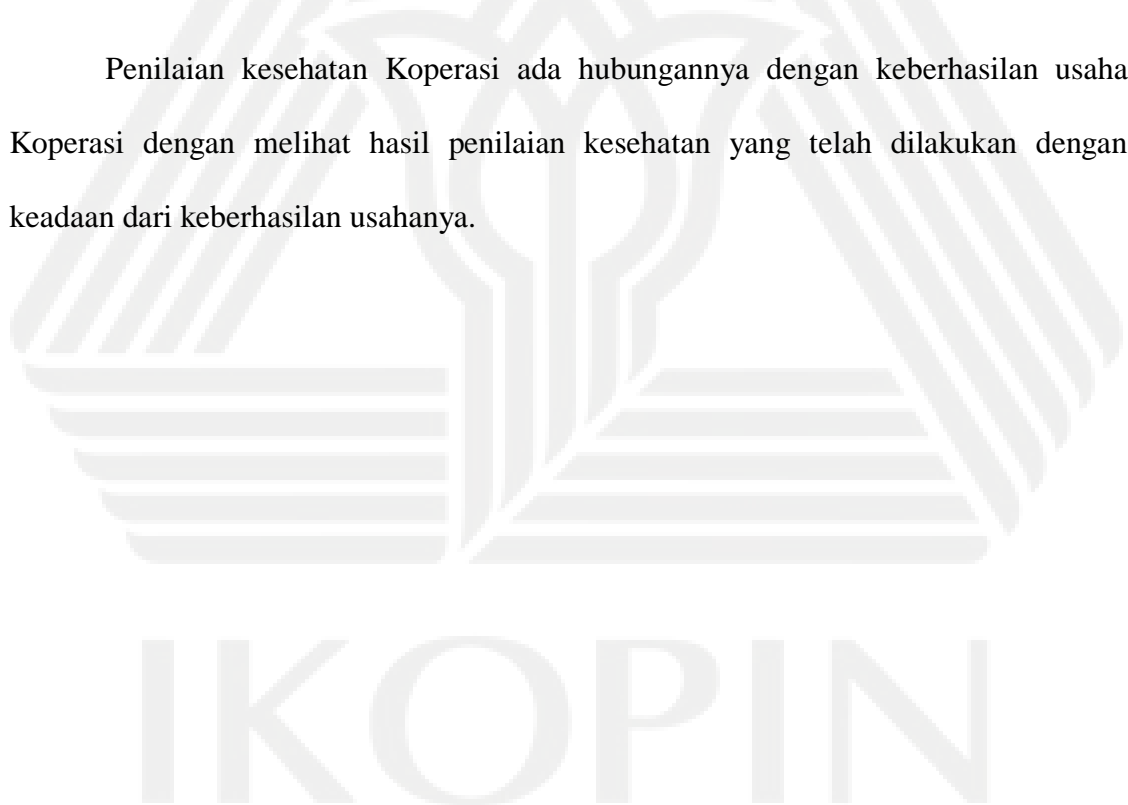 Penilaian kesehatan Koperasi ada hubungannya dengan keberhasilan usaha
Koperasi dengan melihat hasil penilaian kesehatan yang telah dilakukan dengan
keadaan dari keberhasilan usahanya.
IKOPIN